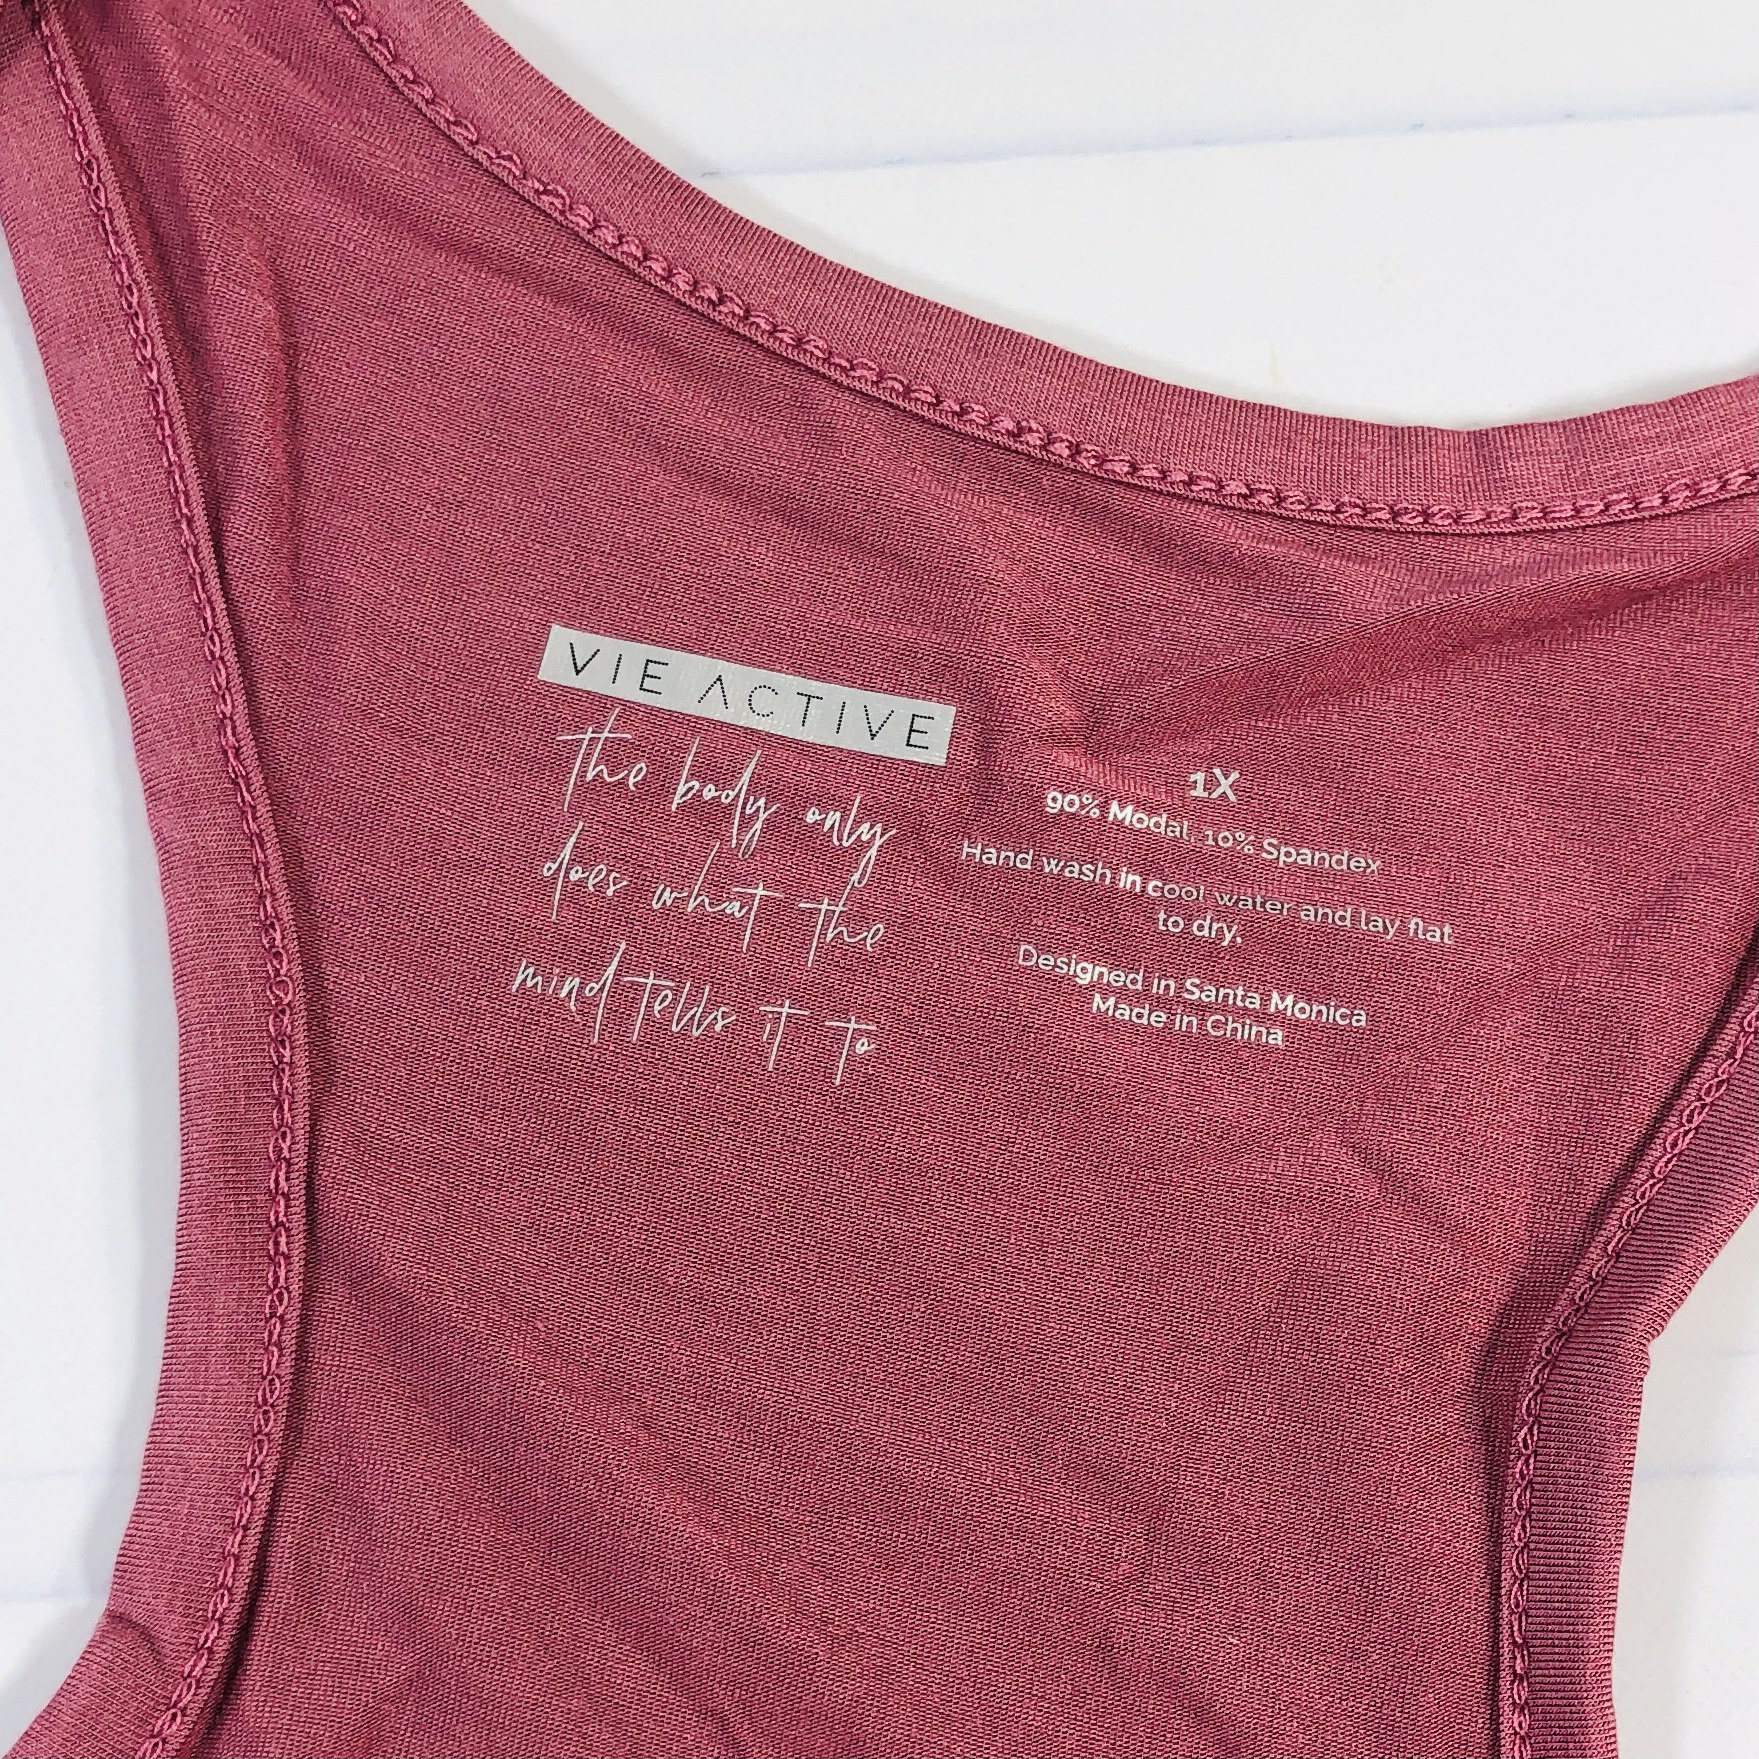 VIE ACTIVE
the body only
does what the
mind tells it to
1X
90% Modal, 10% Spandex
Hand wash in cool water and lay flat
to dry.
Designed in Santa Monica
Made in China